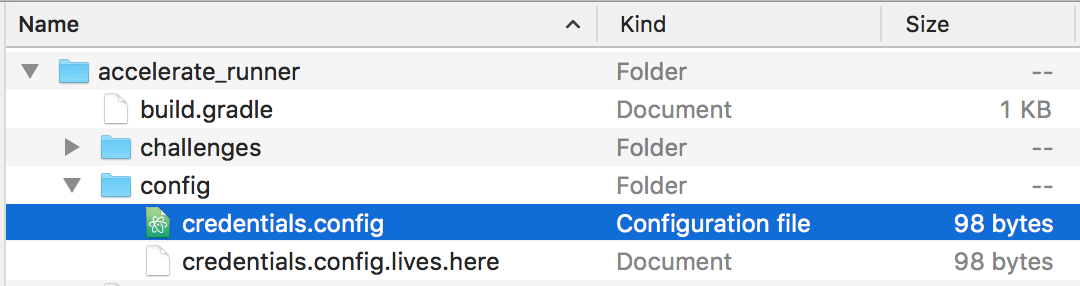 Name Kind Size
accelerate_runner Folder --
build.gradle Document 1 KB
challenges Folder --
config Folder --
credentials.config Configuration file 98 bytes
credentials.config.lives.here Document 98 bytes